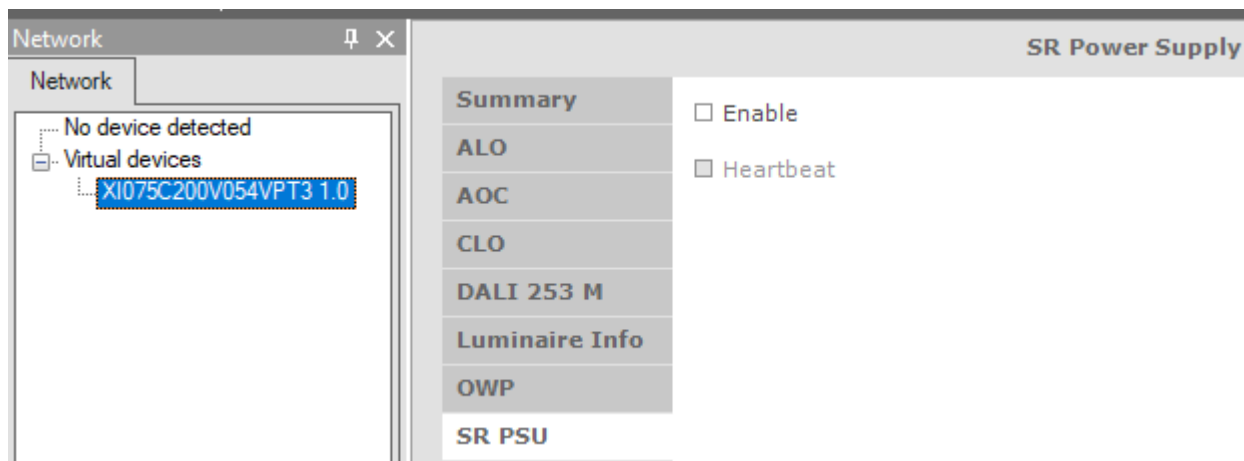 Network
Network
No device detected
Virtual devices
XI075C200V054VPT3 1.0
SR Power Supply
Summary
ALO
AOC
CLO
DALI 253 M
Luminaire Info
OWP
SR PSU
Enable
Heartbeat